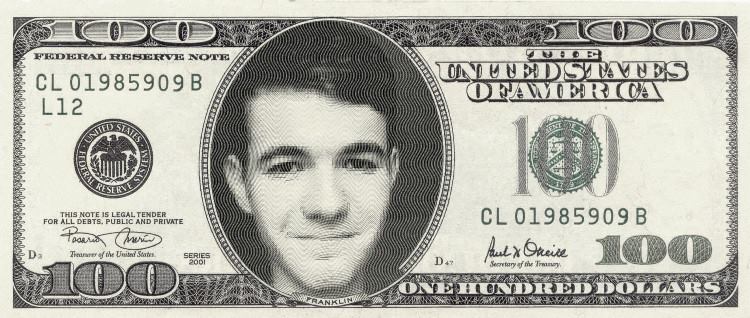 100 100
FEDERAL RESERVE NOTE
THE
UNITED STATES
OF AMERICA
CL 01985909 B
L12
UNITED STATES
FEDERAL RESERVE SYSTEM
100
THIS NOTE IS LEGAL TENDER
FOR ALL DEBTS, PUBLIC AND PRIVATE
CL 01985909 B
Treasurer of the United States.
SERIES
2001
D 3
D 47
Secretary of the Treasury.
100
100
FRANKLIN
ONE HUNDRED DOLLARS